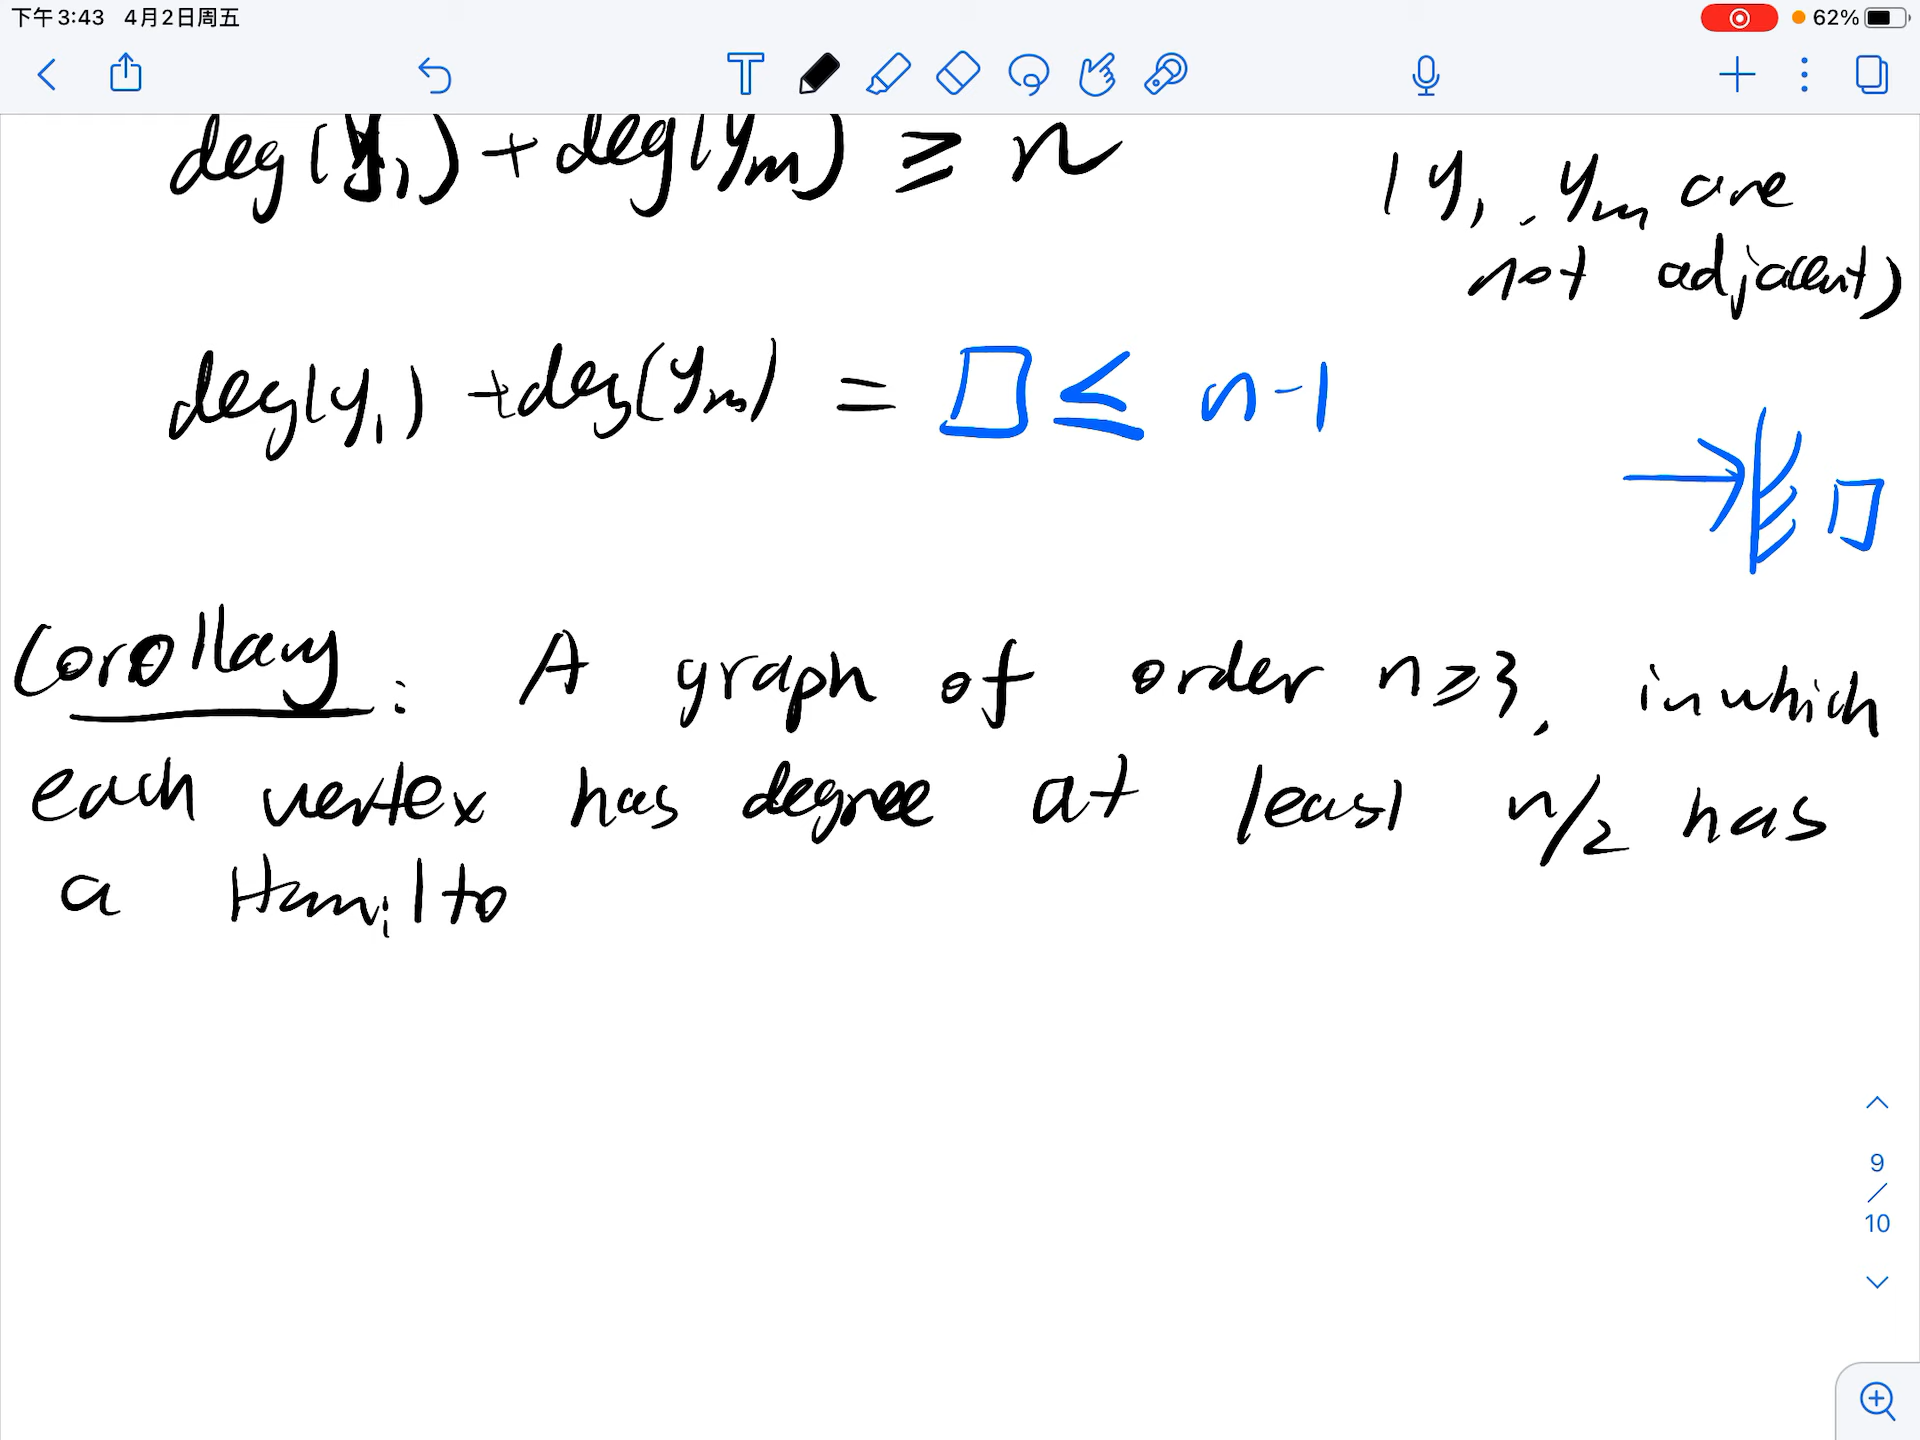 下午3:43 4月2日周五
62%
T
deg(y₁) + deg(yₘ) ≥ n
(y₁, yₘ are
not adjacent)
deg(y₁) + deg(yₘ) = □ ≤ n-1
□
Corollary: A graph of order n≥3, in which
each vertex has degree at least n/2 has
a Hamilto
9
/
10